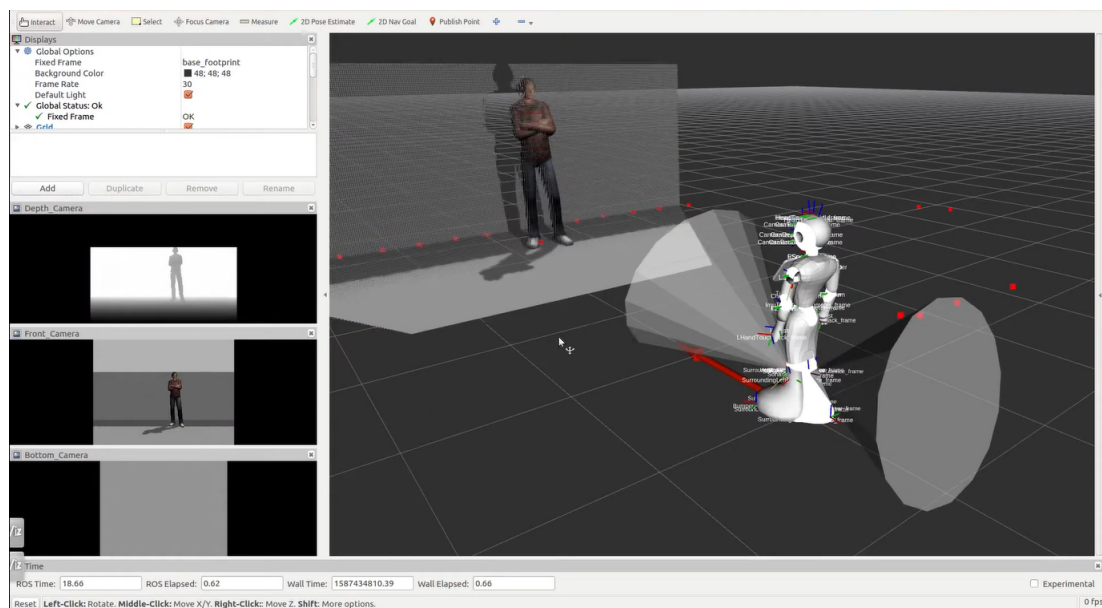 Interact Move Camera Select Focus Camera Measure 2D Pose Estimate 2D Nav Goal Publish Point
Displays
Global Options
Fixed Frame base_footprint
Background Color 48; 48; 48
Frame Rate 30
Default Light
Global Status: Ok
Fixed Frame OK
Grid
Add Duplicate Remove Rename
Depth_Camera
Front_Camera
Bottom_Camera
Time
ROS Time: 18.66 ROS Elapsed: 0.62 Wall Time: 1587434810.39 Wall Elapsed: 0.66 Experimental
Reset Left-Click: Rotate. Middle-Click: Move X/Y. Right-Click:: Move Z. Shift: More options. 0 fps